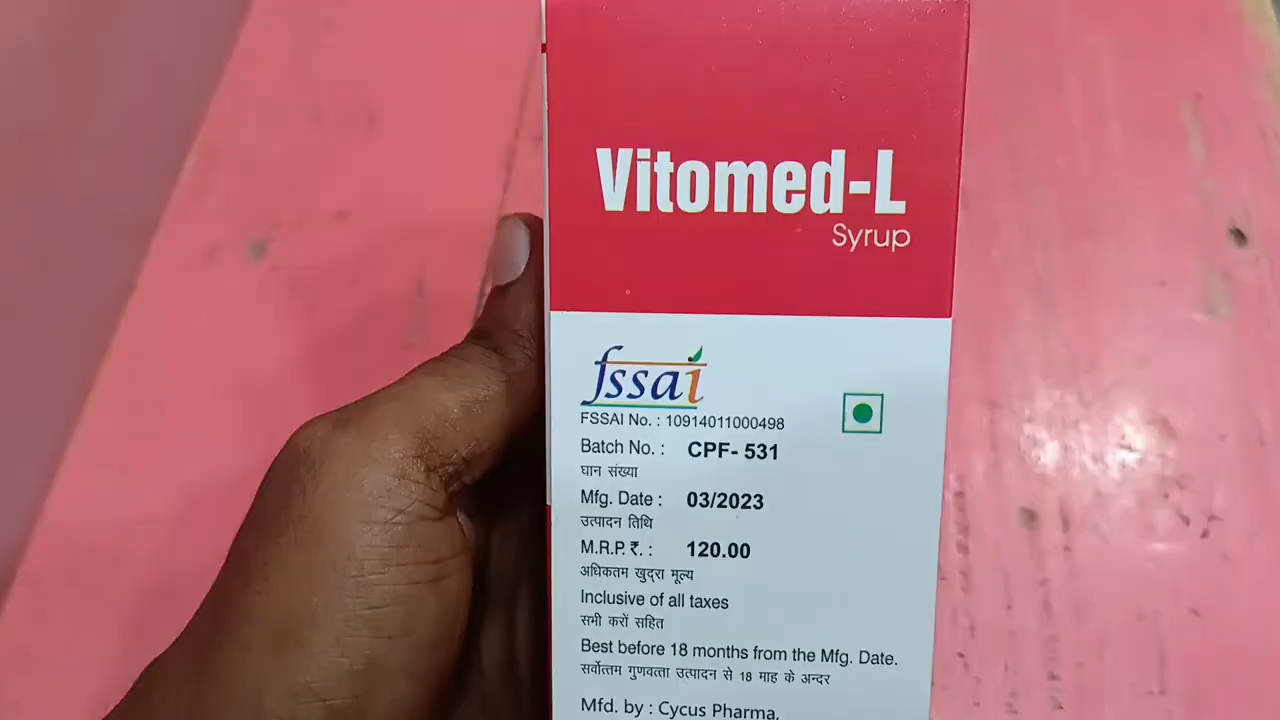 Vitomed-L
Syrup
fssai
FSSAI No. : 10914011000498
Batch No. : CPF- 531
घान संख्या
Mfg. Date : 03/2023
उत्पादन तिथि
M.R.P. ₹. : 120.00
अधिकतम खुद्रा मूल्य
Inclusive of all taxes
सभी करों सहित
Best before 18 months from the Mfg. Date.
सर्वोत्तम गुणवत्ता उत्पादन से 18 माह के अन्दर
Mfd. by : Cycus Pharma,